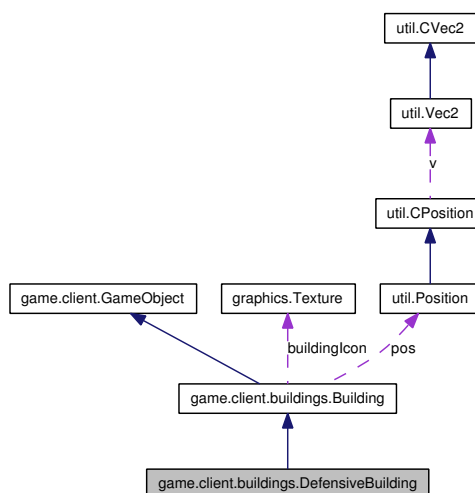 util.CVec2
util.Vec2
v
util.CPosition
game.client.GameObject
graphics.Texture
util.Position
buildingIcon
pos
game.client.buildings.Building
game.client.buildings.DefensiveBuilding